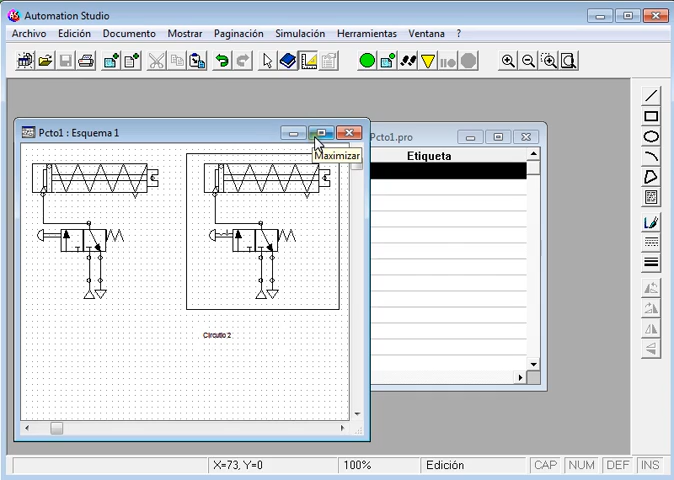 Automation Studio
Archivo Edición Documento Mostrar Paginación Simulación Herramientas Ventana ?
Pcto1 : Esquema 1
Pcto1.pro
Maximizar
Etiqueta
Circutio 2
X=73, Y=0
100%
Edición
CAP
NUM
DEF
INS